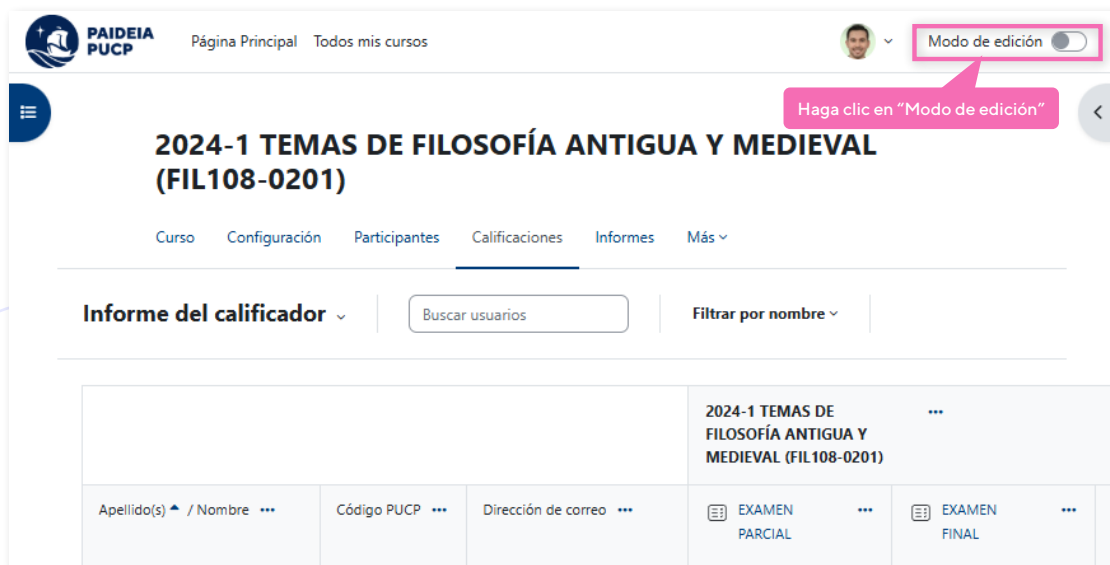 PAIDEIA
PUCP
Página Principal Todos mis cursos
Modo de edición
Haga clic en “Modo de edición”
2024-1 TEMAS DE FILOSOFÍA ANTIGUA Y MEDIEVAL
(FIL108-0201)
Curso Configuración Participantes Calificaciones Informes Más
Informe del calificador
Buscar usuarios
Filtrar por nombre
2024-1 TEMAS DE
FILOSOFÍA ANTIGUA Y
MEDIEVAL (FIL108-0201)
Apellido(s) / Nombre
Código PUCP
Dirección de correo
EXAMEN
PARCIAL
EXAMEN
FINAL